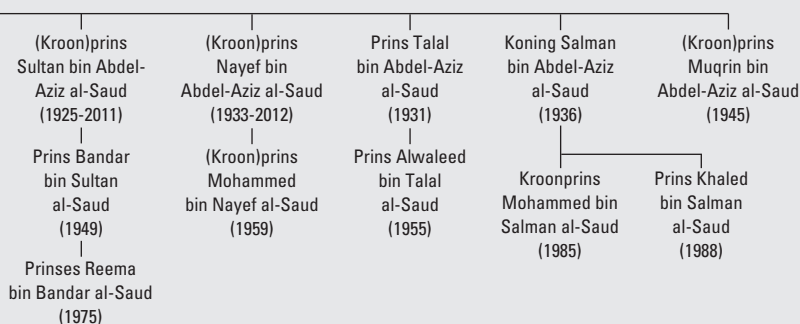 (Kroon)prins
Sultan bin Abdel-
Aziz al-Saud
(1925-2011)
Prins Bandar
bin Sultan
al-Saud
(1949)
Prinses Reema
bin Bandar al-Saud
(1975)
(Kroon)prins
Nayef bin
Abdel-Aziz al-Saud
(1933-2012)
(Kroon)prins
Mohammed
bin Nayef al-Saud
(1959)
Prins Talal
bin Abdel-Aziz
al-Saud
(1931)
Prins Alwaleed
bin Talal
al-Saud
(1955)
Koning Salman
bin Abdel-Aziz
al-Saud
(1936)
Kroonprins
Mohammed bin
Salman al-Saud
(1985)
Prins Khaled
bin Salman
al-Saud
(1988)
(Kroon)prins
Muqrin bin
Abdel-Aziz al-Saud
(1945)